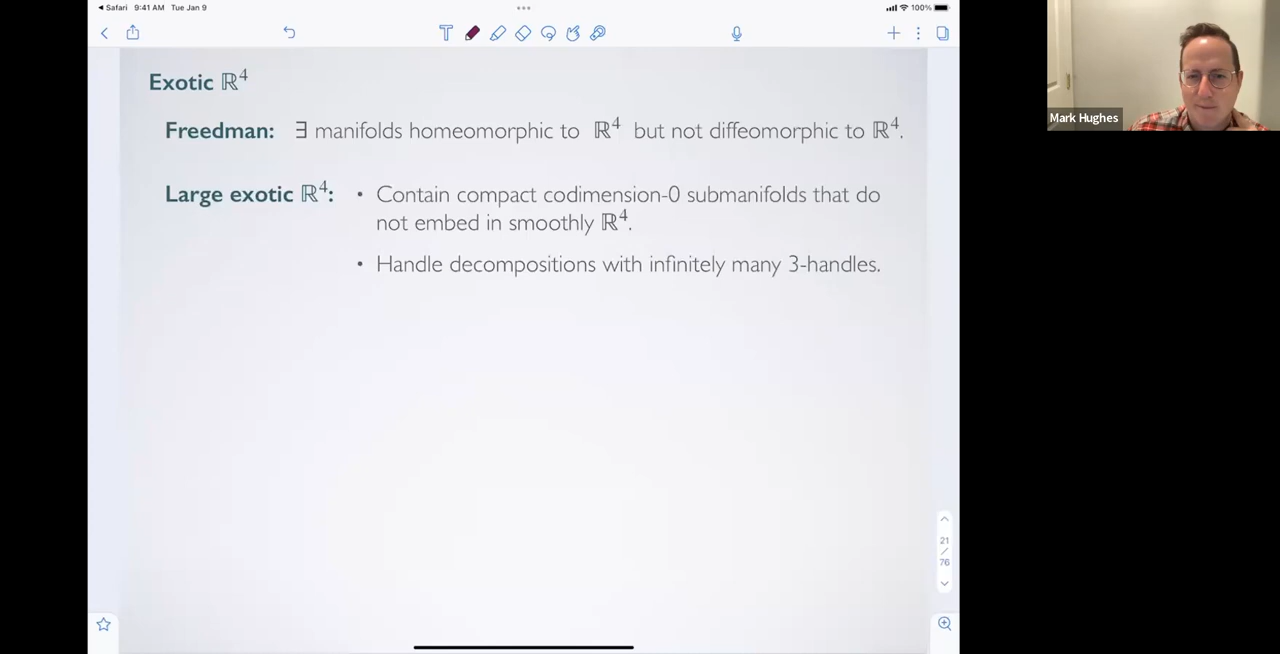 Safari 9:41 AM Tue Jan 9
100%
T
Mark Hughes
Exotic ℝ⁴
Freedman: ∃ manifolds homeomorphic to ℝ⁴ but not diffeomorphic to ℝ⁴.
Large exotic ℝ⁴: • Contain compact codimension-0 submanifolds that do
not embed in smoothly ℝ⁴.
• Handle decompositions with infinitely many 3-handles.
21
/
76